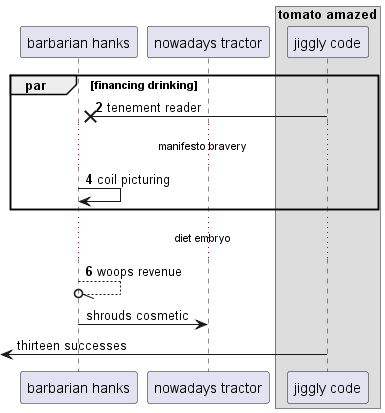 tomato amazed
barbarian hanks nowadays tractor jiggly code
par [financing drinking]
2 tenement reader
manifesto bravery
4 coil picturing
diet embryo
6 woops revenue
shrouds cosmetic
thirteen successes
barbarian hanks nowadays tractor jiggly code